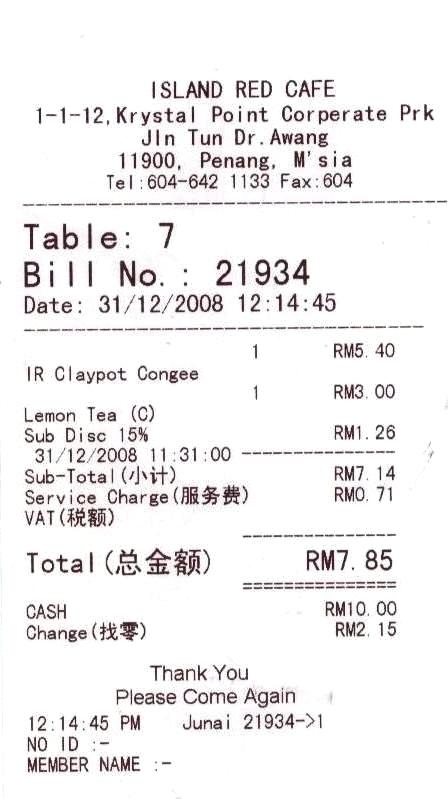 ISLAND RED CAFE
1-1-12,Krystal Point Corperate Prk
Jln Tun Dr.Awang
11900, Penang, M'sia
Tel:604-642 1133 Fax:604
Table: 7
Bill No.: 21934
Date: 31/12/2008 12:14:45
1 RM5.40
IR Claypot Congee
1 RM3.00
Lemon Tea (C)
Sub Disc 15% RM1.26
31/12/2008 11:31:00
Sub-Total(小计) RM7.14
Service Charge(服务费) RM0.71
VAT(税额)
Total(总金额) RM7.85
CASH RM10.00
Change(找零) RM2.15
Thank You
Please Come Again
12:14:45 PM Junai 21934->1
NO ID :-
MEMBER NAME :-